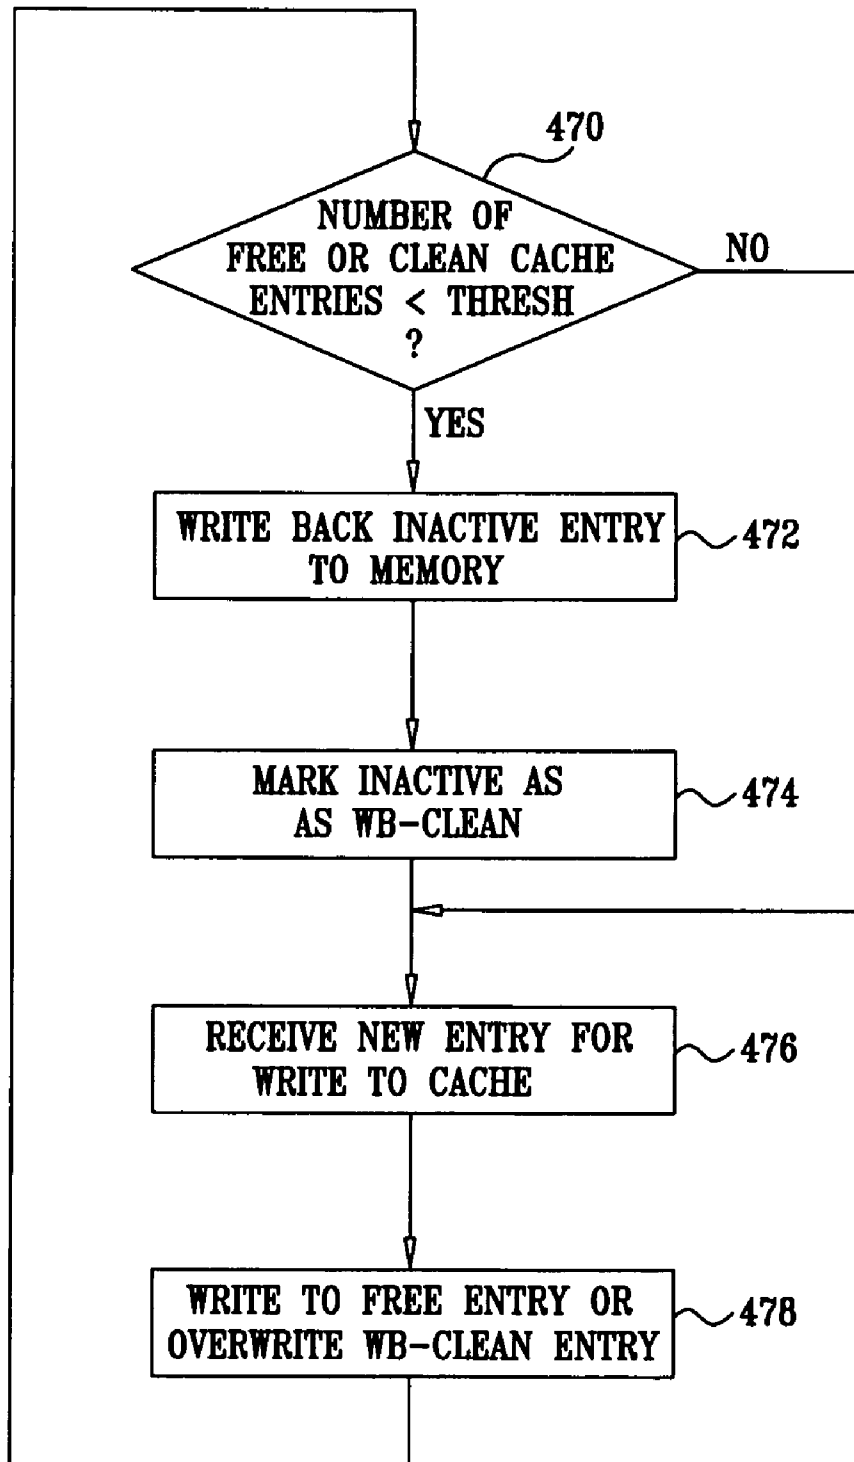 470
NUMBER OF
FREE OR CLEAN CACHE
ENTRIES < THRESH
?
NO
YES
WRITE BACK INACTIVE ENTRY
TO MEMORY
472
MARK INACTIVE AS
AS WB-CLEAN
474
RECEIVE NEW ENTRY FOR
WRITE TO CACHE
476
WRITE TO FREE ENTRY OR
OVERWRITE WB-CLEAN ENTRY
478